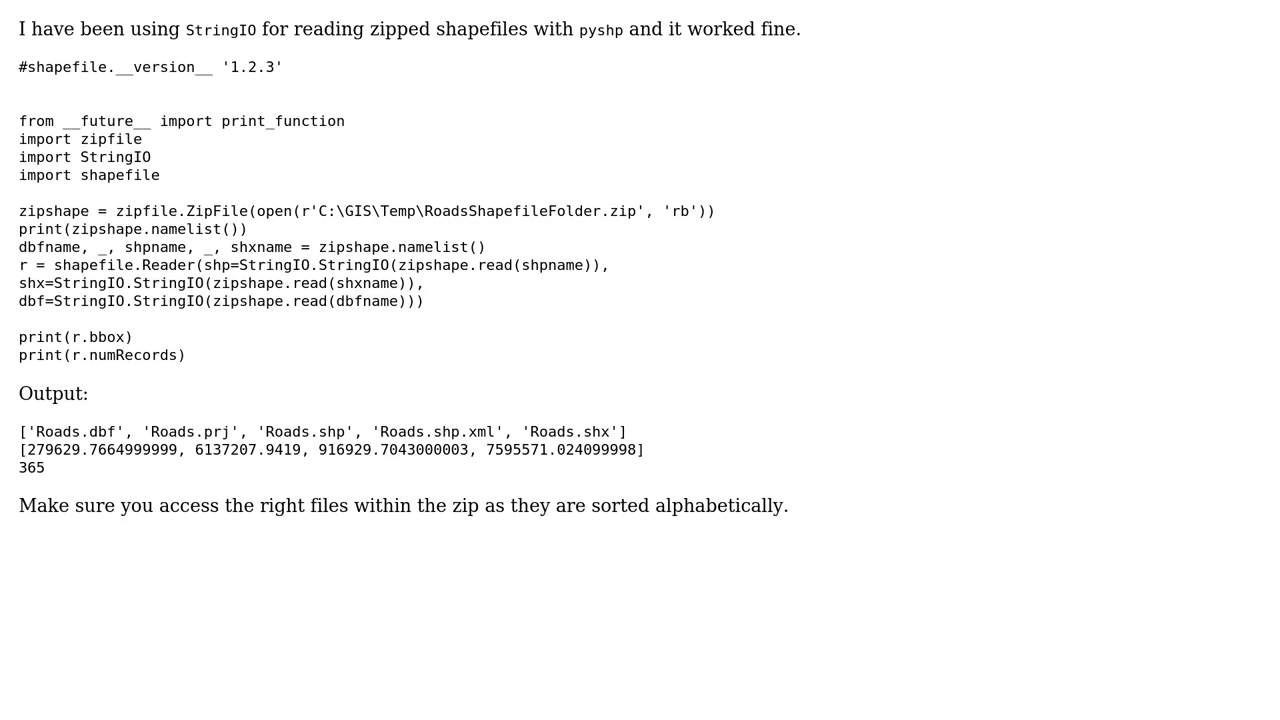 I have been using StringIO for reading zipped shapefiles with pyshp and it worked fine.
#shapefile.__version__ '1.2.3'
from __future__ import print_function
import zipfile
import StringIO
import shapefile
zipshape = zipfile.ZipFile(open(r'C:\GIS\Temp\RoadsShapefileFolder.zip', 'rb'))
print(zipshape.namelist())
dbfname, _, shpname, _, shxname = zipshape.namelist()
r = shapefile.Reader(shp=StringIO.StringIO(zipshape.read(shpname)),
shx=StringIO.StringIO(zipshape.read(shxname)),
dbf=StringIO.StringIO(zipshape.read(dbfname)))
print(r.bbox)
print(r.numRecords)
Output:
['Roads.dbf', 'Roads.prj', 'Roads.shp', 'Roads.shp.xml', 'Roads.shx']
[279629.7664999999, 6137207.9419, 916929.7043000003, 7595571.024099998]
365
Make sure you access the right files within the zip as they are sorted alphabetically.